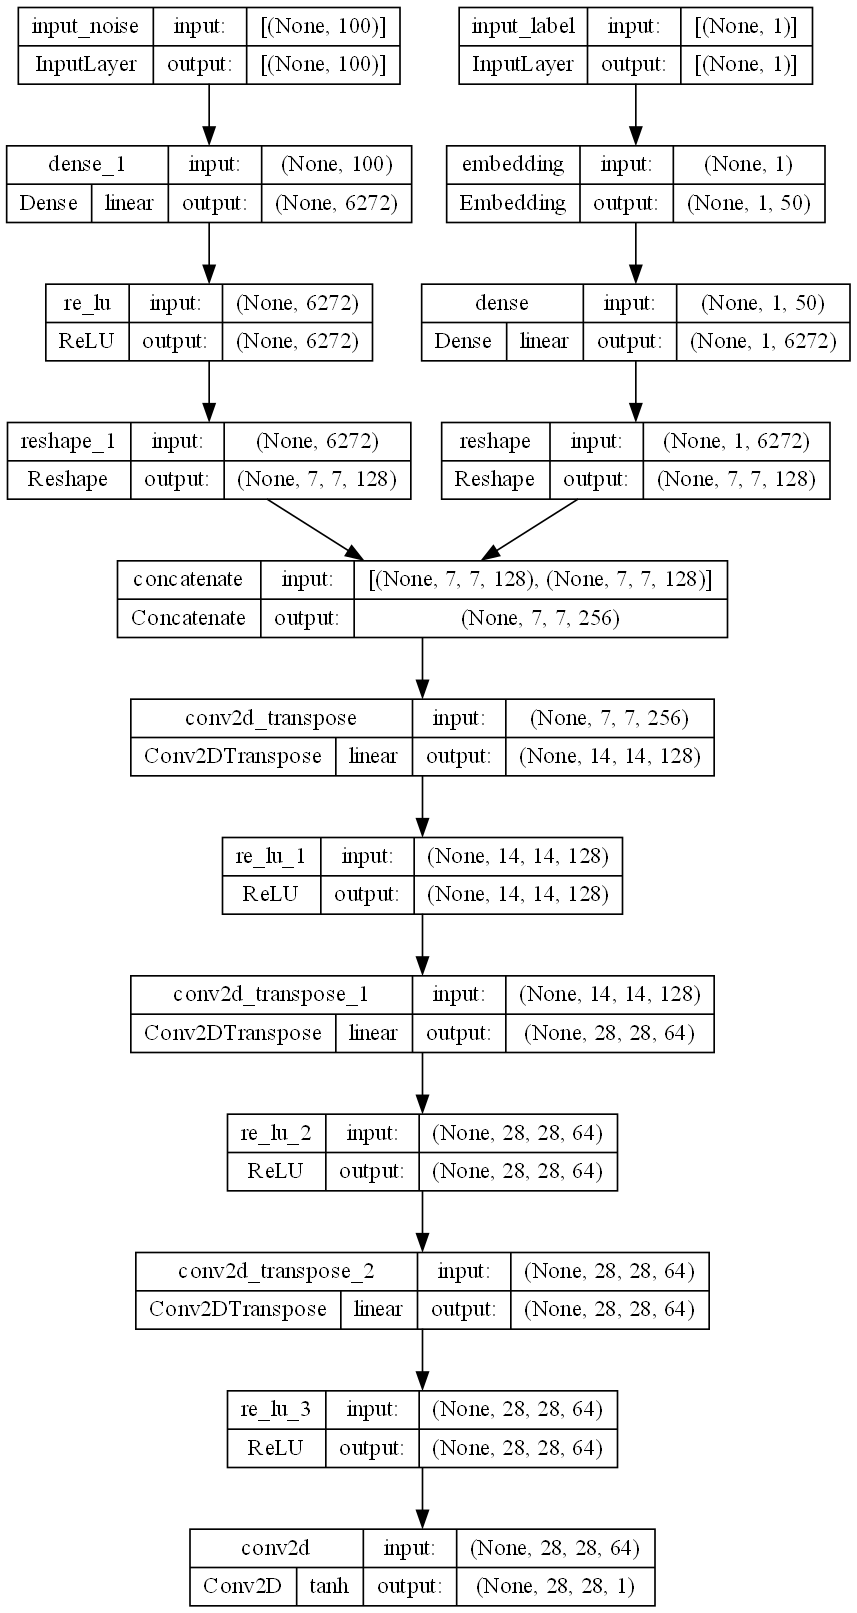 input_noise input: [(None, 100)]
InputLayer output: [(None, 100)]
input_label input: [(None, 1)]
InputLayer output: [(None, 1)]
dense_1 input: (None, 100)
Dense linear output: (None, 6272)
embedding input: (None, 1)
Embedding output: (None, 1, 50)
re_lu input: (None, 6272)
ReLU output: (None, 6272)
dense input: (None, 1, 50)
Dense linear output: (None, 1, 6272)
reshape_1 input: (None, 6272)
Reshape output: (None, 7, 7, 128)
reshape input: (None, 1, 6272)
Reshape output: (None, 7, 7, 128)
concatenate input: [(None, 7, 7, 128), (None, 7, 7, 128)]
Concatenate output: (None, 7, 7, 256)
conv2d_transpose input: (None, 7, 7, 256)
Conv2DTranspose linear output: (None, 14, 14, 128)
re_lu_1 input: (None, 14, 14, 128)
ReLU output: (None, 14, 14, 128)
conv2d_transpose_1 input: (None, 14, 14, 128)
Conv2DTranspose linear output: (None, 28, 28, 64)
re_lu_2 input: (None, 28, 28, 64)
ReLU output: (None, 28, 28, 64)
conv2d_transpose_2 input: (None, 28, 28, 64)
Conv2DTranspose linear output: (None, 28, 28, 64)
re_lu_3 input: (None, 28, 28, 64)
ReLU output: (None, 28, 28, 64)
conv2d input: (None, 28, 28, 64)
Conv2D tanh output: (None, 28, 28, 1)